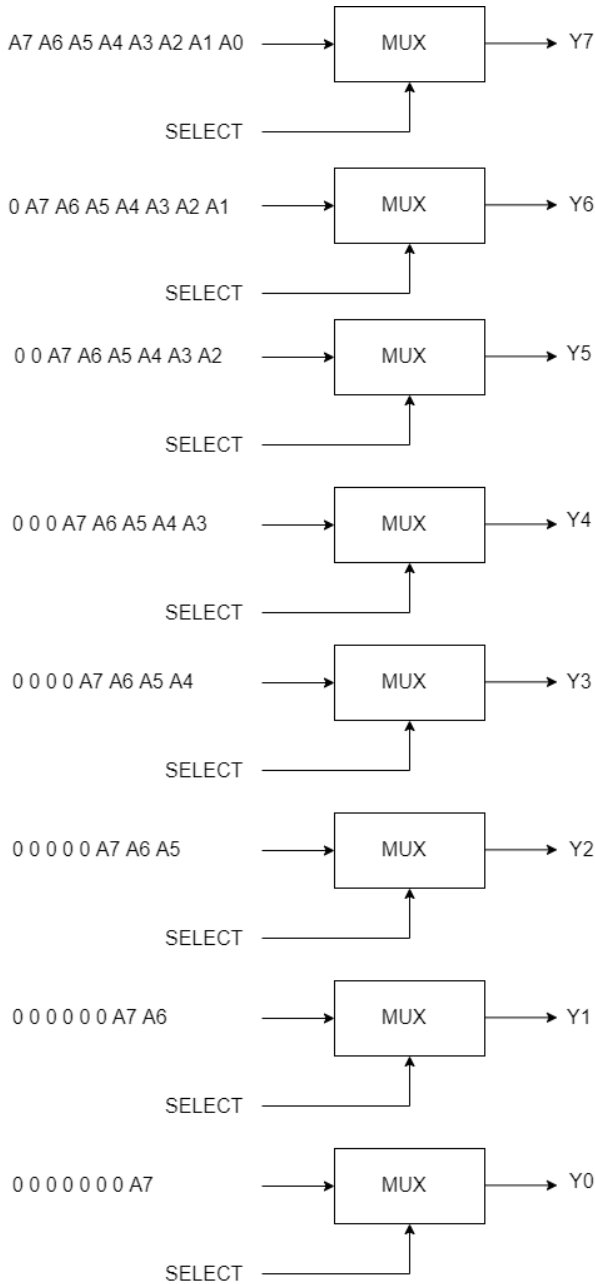 A7 A6 A5 A4 A3 A2 A1 A0 MUX Y7
SELECT
0 A7 A6 A5 A4 A3 A2 A1 MUX Y6
SELECT
0 0 A7 A6 A5 A4 A3 A2 MUX Y5
SELECT
0 0 0 A7 A6 A5 A4 A3 MUX Y4
SELECT
0 0 0 0 A7 A6 A5 A4 MUX Y3
SELECT
0 0 0 0 0 A7 A6 A5 MUX Y2
SELECT
0 0 0 0 0 0 A7 A6 MUX Y1
SELECT
0 0 0 0 0 0 0 A7 MUX Y0
SELECT